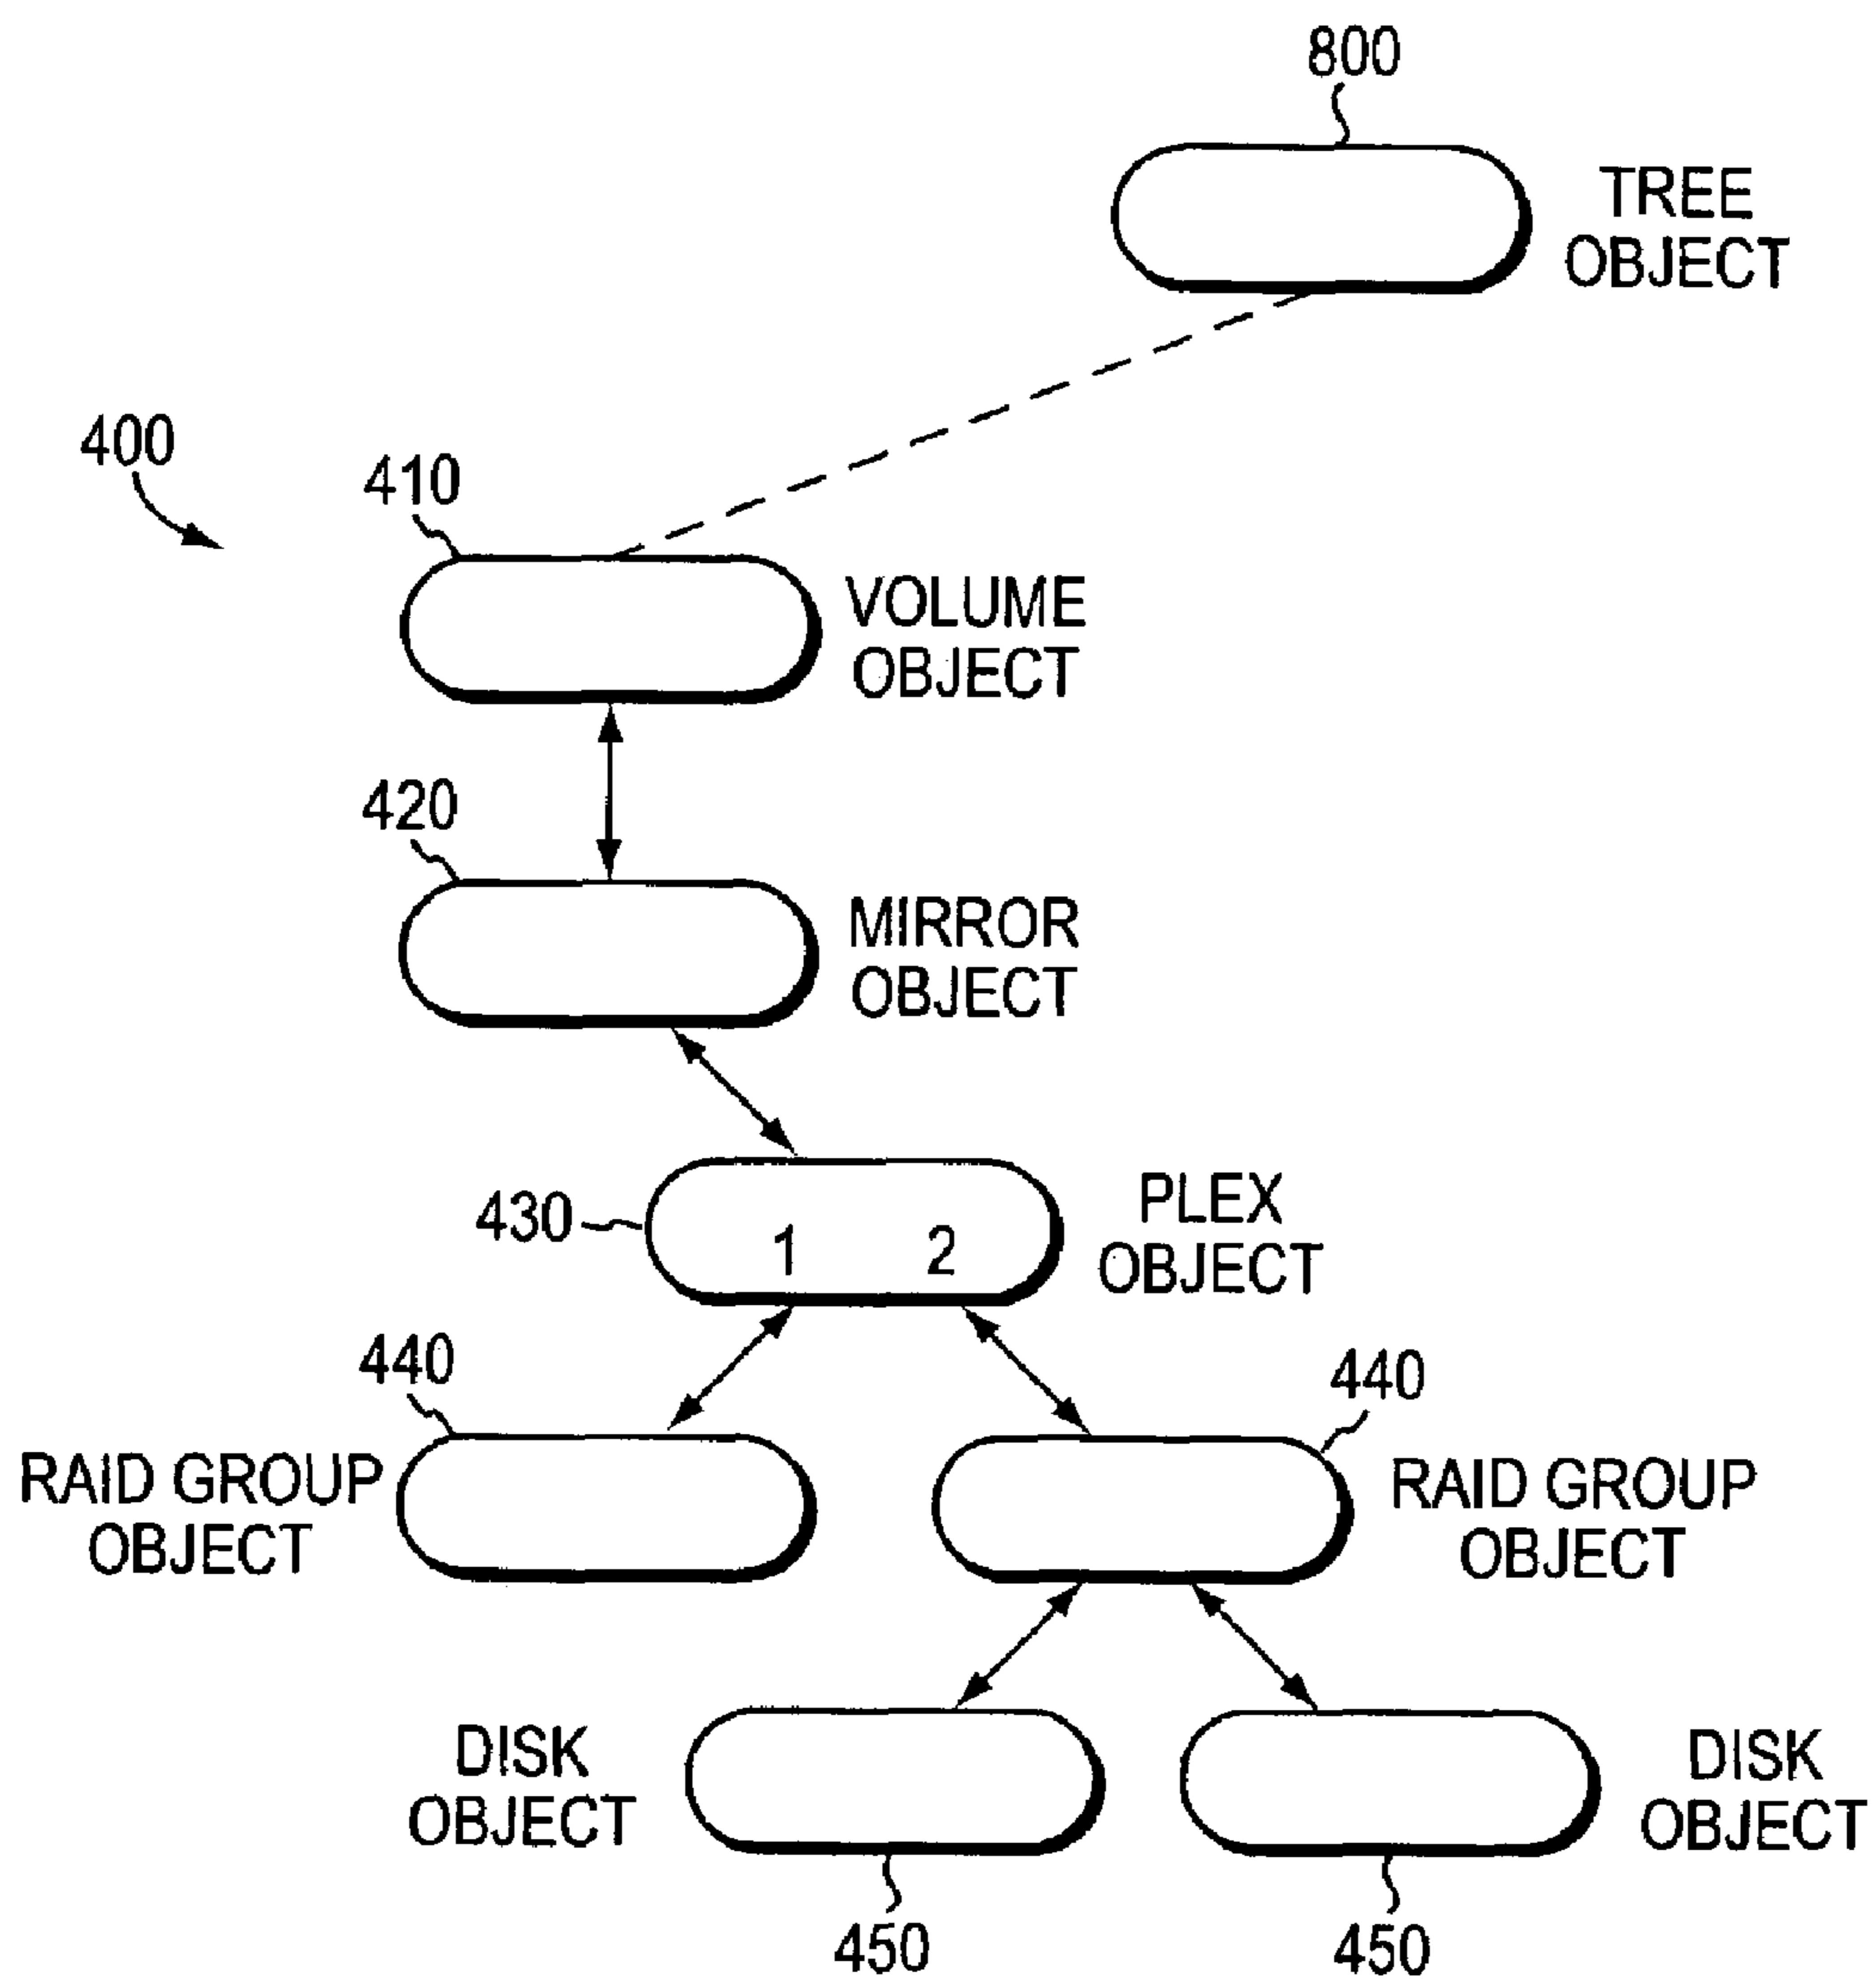 800
TREE
OBJECT
400
410
VOLUME
OBJECT
420
MIRROR
OBJECT
430
1 2
PLEX
OBJECT
440
440
RAID GROUP
OBJECT
RAID GROUP
OBJECT
DISK
OBJECT
DISK
OBJECT
450
450